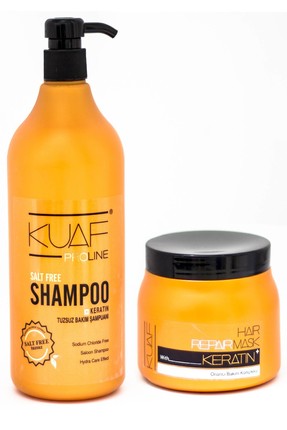 KUAF®
PROLINE
SALT FREE
SHAMPOO
KERATIN
TUZSUZ BAKIM ŞAMPUANI
SALT FREE
Sodium Chloride Free
Salon Shampoo
Hydra Care Effect
KUAF
HAIR
REPAIR MASK
With
KERATIN+